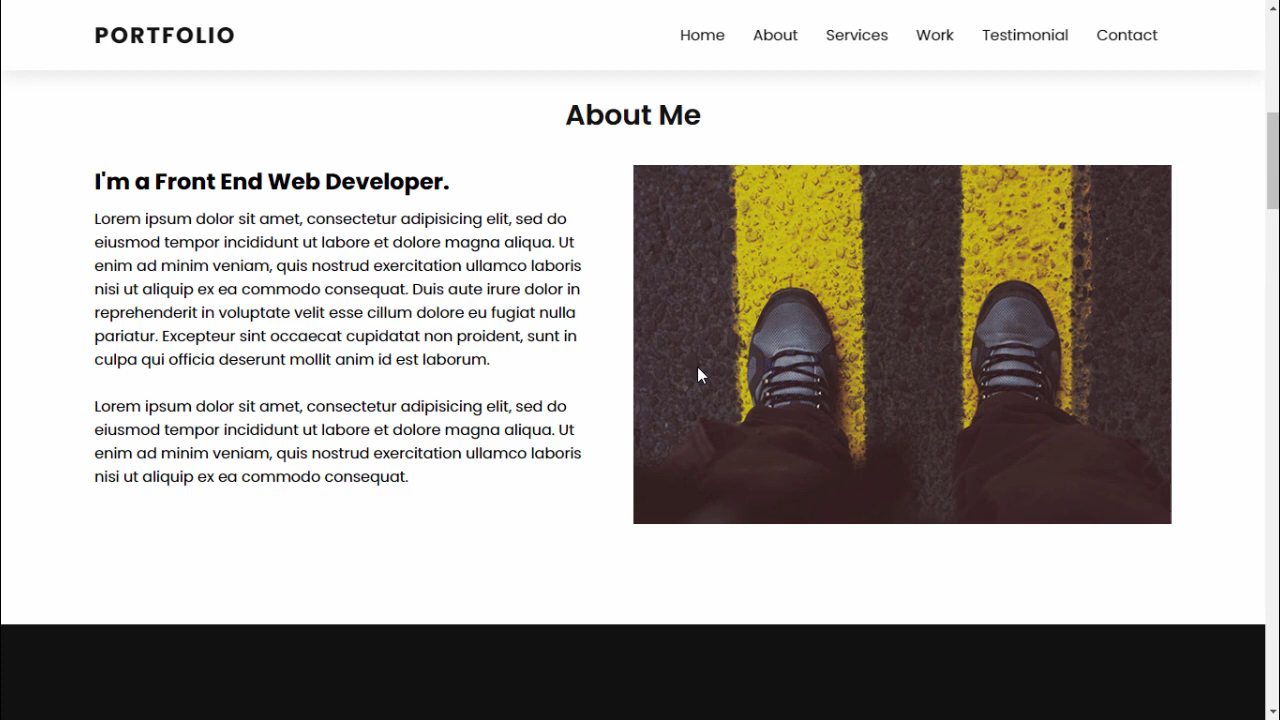 PORTFOLIO
Home About Services Work Testimonial Contact
About Me
I'm a Front End Web Developer.
Lorem ipsum dolor sit amet, consectetur adipisicing elit, sed do
eiusmod tempor incididunt ut labore et dolore magna aliqua. Ut
enim ad minim veniam, quis nostrud exercitation ullamco laboris
nisi ut aliquip ex ea commodo consequat. Duis aute irure dolor in
reprehenderit in voluptate velit esse cillum dolore eu fugiat nulla
pariatur. Excepteur sint occaecat cupidatat non proident, sunt in
culpa qui officia deserunt mollit anim id est laborum.
Lorem ipsum dolor sit amet, consectetur adipisicing elit, sed do
eiusmod tempor incididunt ut labore et dolore magna aliqua. Ut
enim ad minim veniam, quis nostrud exercitation ullamco laboris
nisi ut aliquip ex ea commodo consequat.